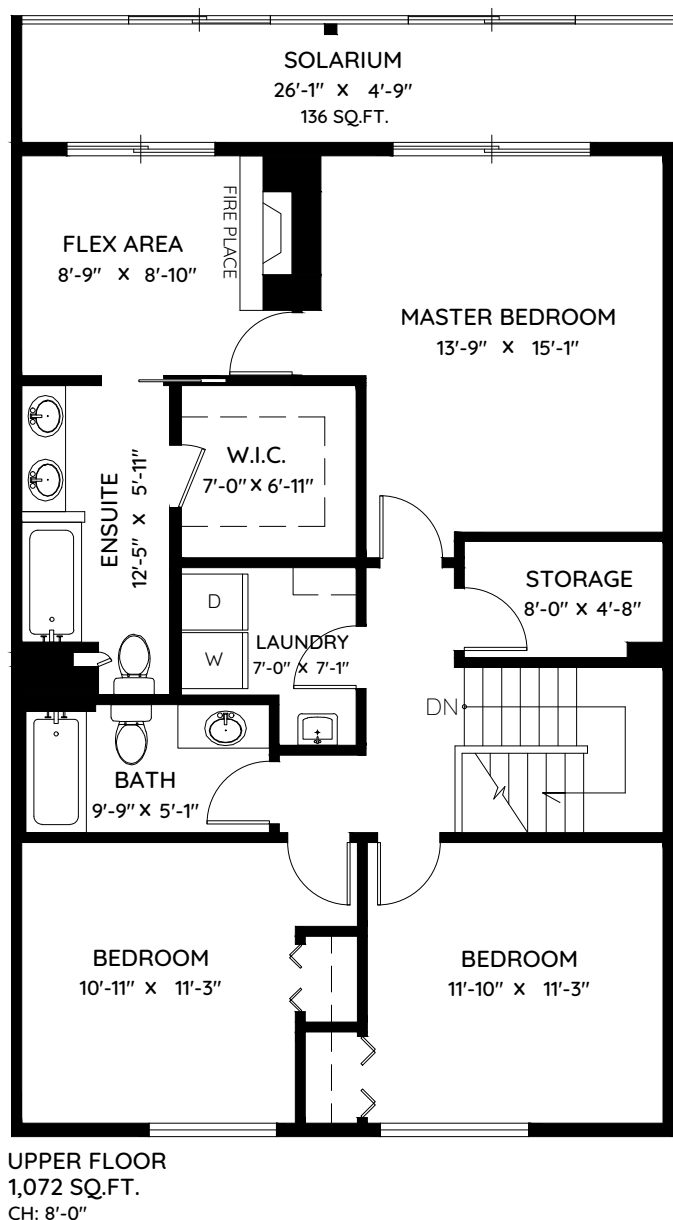 SOLARIUM
26'-1" X 4'-9"
136 SQ.FT.
FIRE PLACE
FLEX AREA
8'-9" X 8'-10"
MASTER BEDROOM
13'-9" X 15'-1"
ENSUITE
12'-5" X 5'-11"
W.I.C.
7'-0" X 6'-11"
STORAGE
8'-0" X 4'-8"
D
W
LAUNDRY
7'-0" X 7'-1"
DN
BATH
9'-9" X 5'-1"
BEDROOM
10'-11" X 11'-3"
BEDROOM
11'-10" X 11'-3"
UPPER FLOOR
1,072 SQ.FT.
CH: 8'-0"